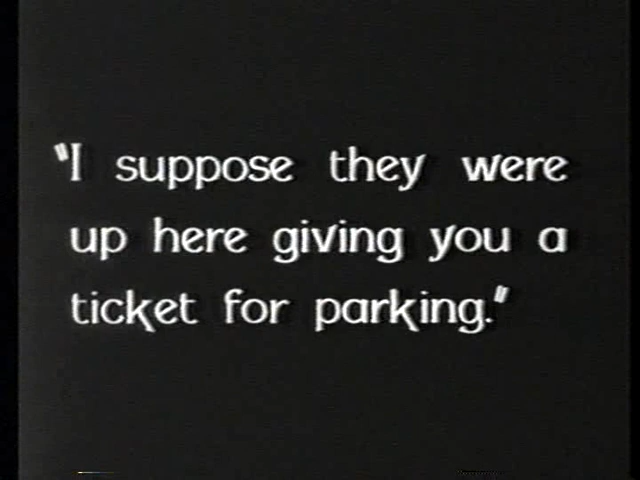 "I suppose they were
up here giving you a
ticket for parking."